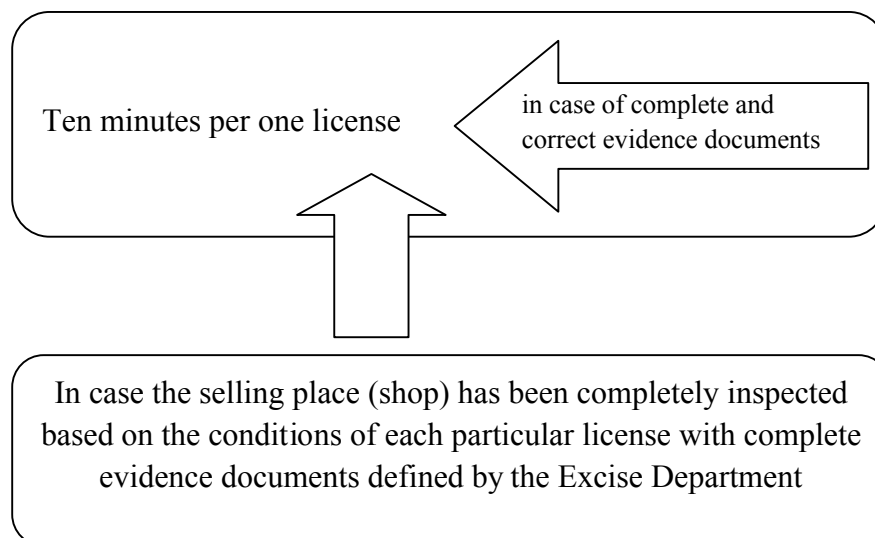 Ten minutes per one license
in case of complete and
correct evidence documents
In case the selling place (shop) has been completely inspected
based on the conditions of each particular license with complete
evidence documents defined by the Excise Department